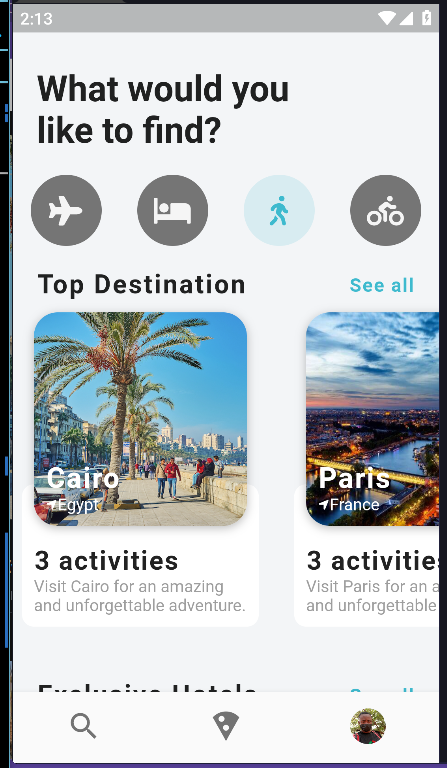 2:13
What would you
like to find?
Top Destination See all
Cairo
Egypt
3 activities
Visit Cairo for an amazing
and unforgettable adventure.
Paris
France
3 activities
Visit Paris for an a
and unforgettable
Exclusive Hotels See all